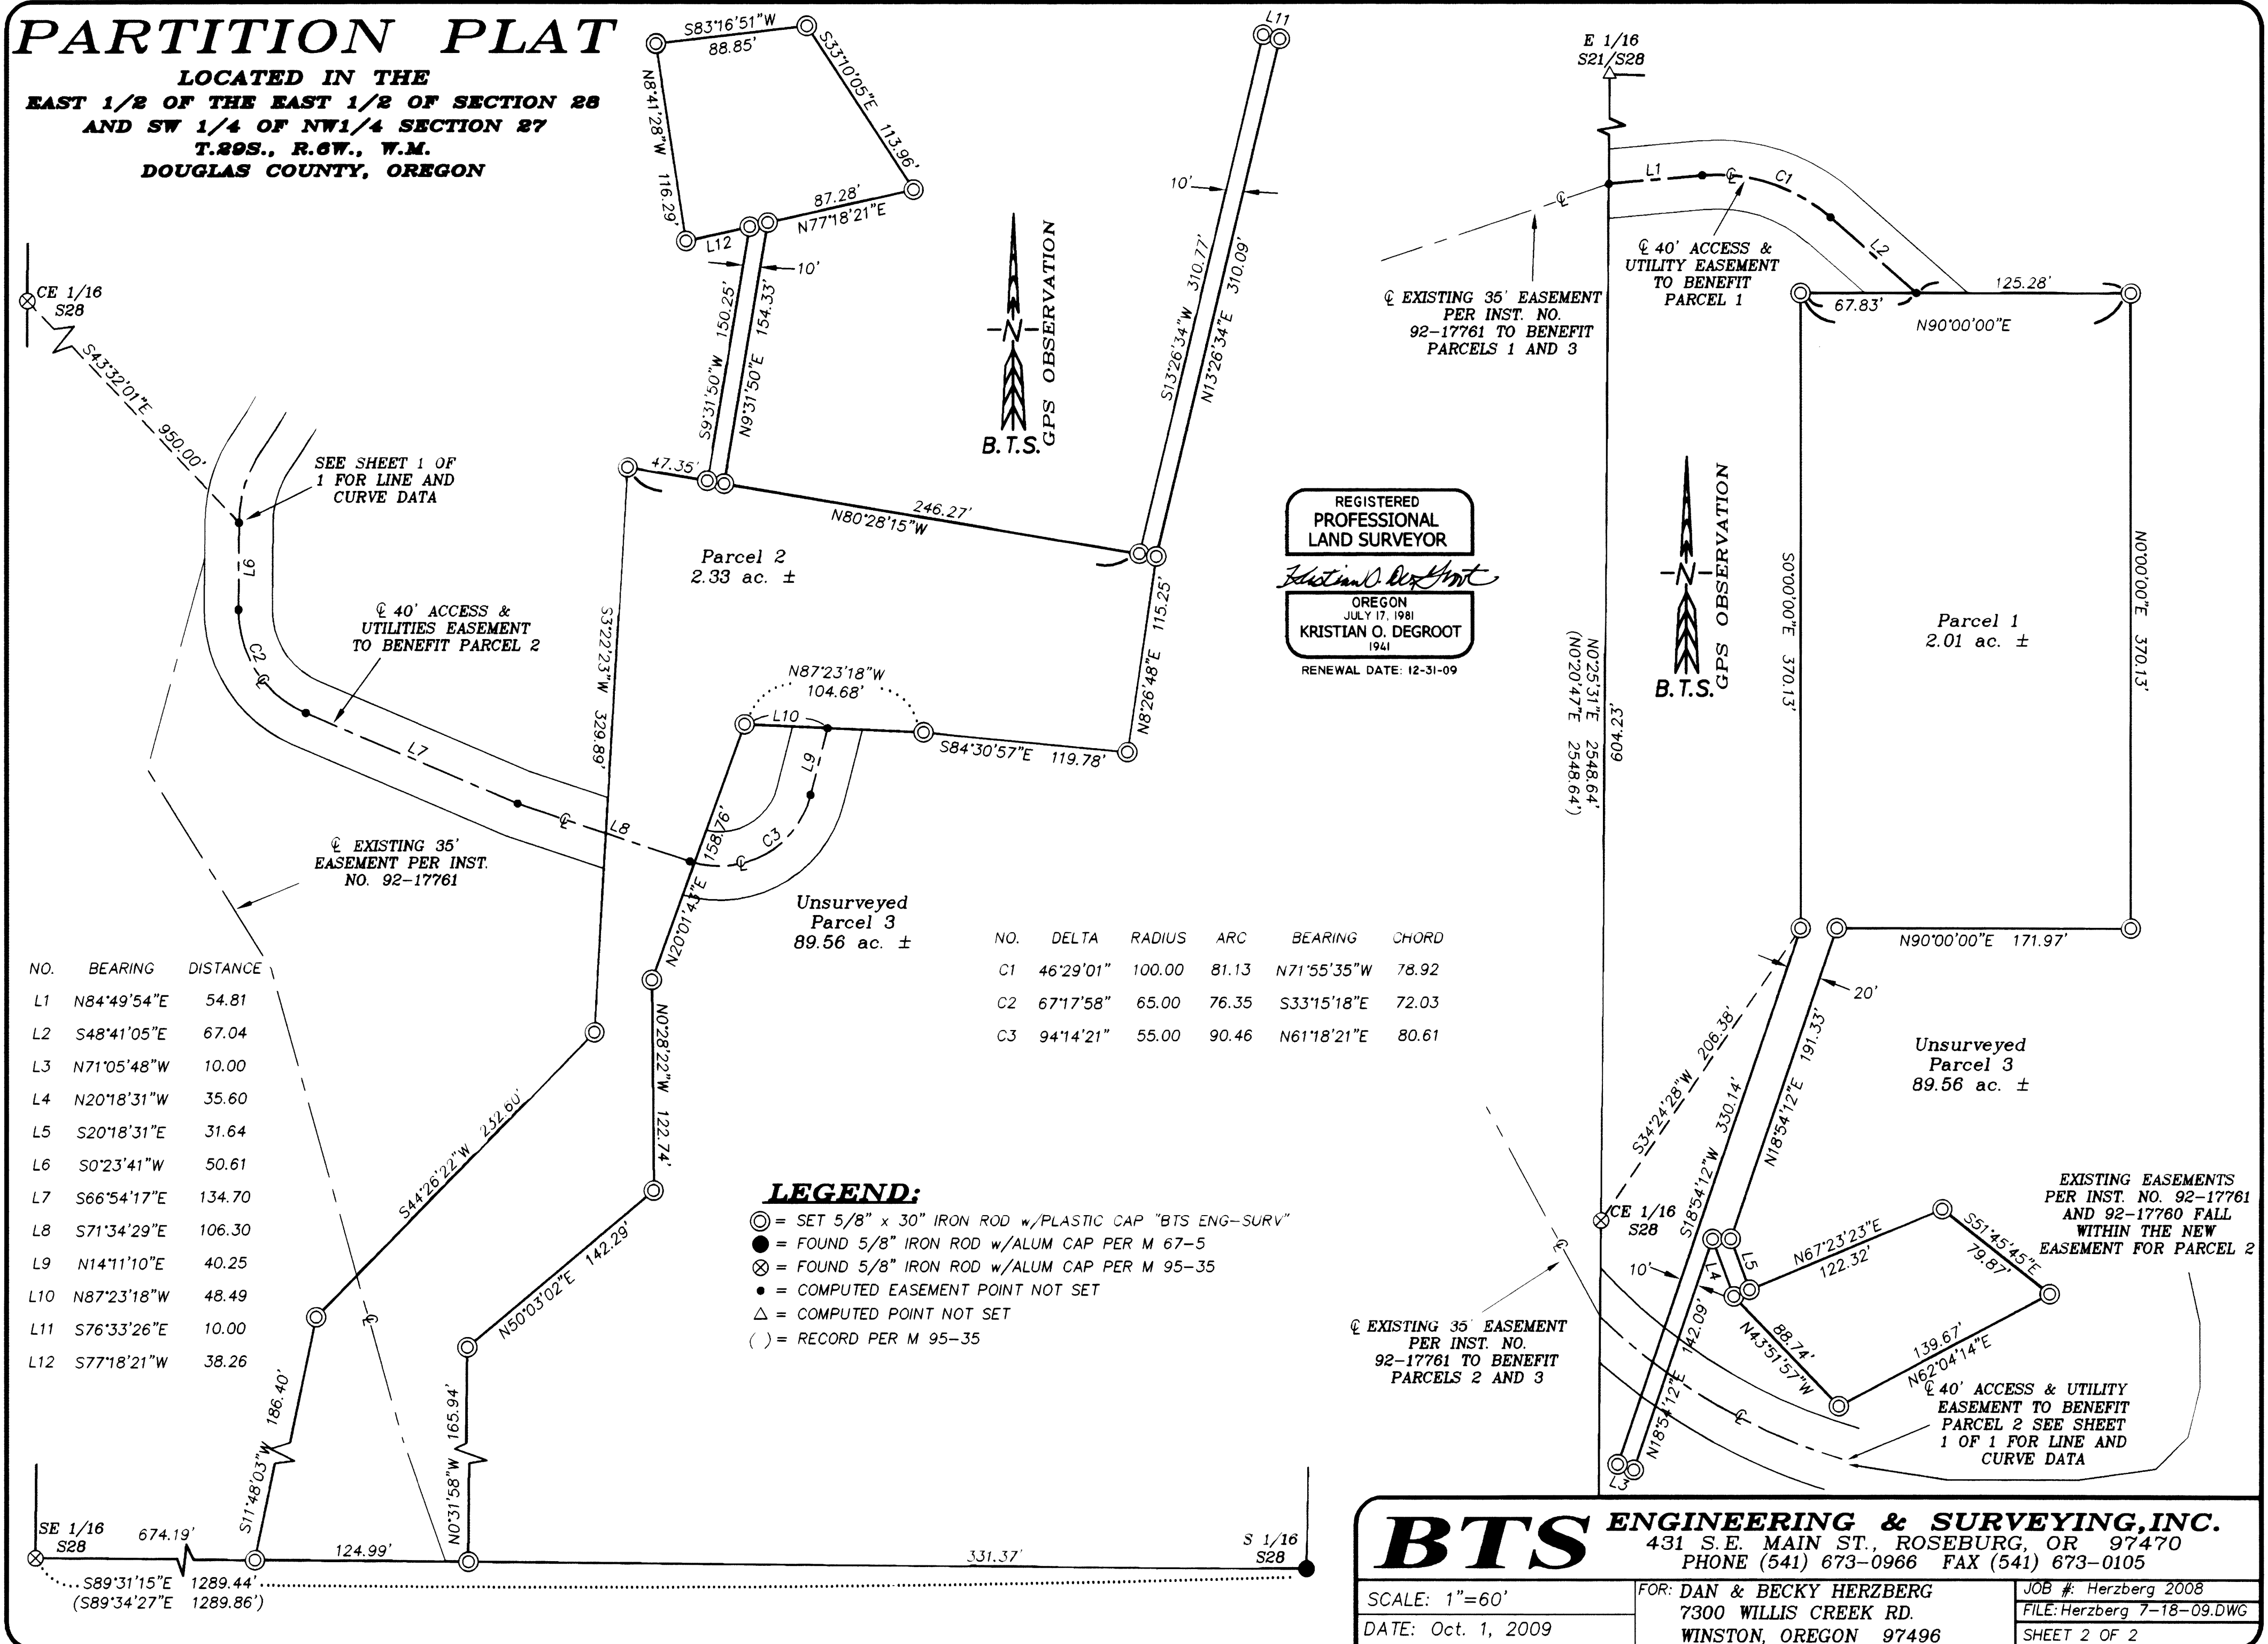 PARTITION PLAT
LOCATED IN THE
EAST 1/2 OF THE EAST 1/2 OF SECTION 28
AND SW 1/4 OF NW1/4 SECTION 27
T.29S., R.6W., W.M.
DOUGLAS COUNTY, OREGON
S83°16'51"W
88.85'
S33°10'05"E 113.96'
N8°41'28"W 116.29'
87.28'
N77°18'21"E
L12
10'
S9°31'50"W 150.25'
N9°31'50"E 154.33'
L11
10'
S13°26'34"W 310.77'
N13°26'34"E 310.09'
-N-
GPS OBSERVATION
B.T.S.
CE 1/16
S28
S43°32'01"E 950.00'
SEE SHEET 1 OF
1 FOR LINE AND
CURVE DATA
L6
C2
℄
℄ 40' ACCESS &
UTILITIES EASEMENT
TO BENEFIT PARCEL 2
L7
℄
L8
47.35'
246.27'
N80°28'15"W
Parcel 2
2.33 ac. ±
S3°22'23"W 329.89'
N87°23'18"W
104.68'
L10
L9
C3
℄
S84°30'57"E 119.78'
N8°26'48"E 115.25'
N20°01'43"E 158.76'
Unsurveyed
Parcel 3
89.56 ac. ±
℄ EXISTING 35'
EASEMENT PER INST.
NO. 92-17761
N0°28'22"W 122.74'
S44°26'22"W 232.60'
N50°03'02"E 142.29'
℄
S11°48'03"W 186.40'
N0°31'58"W 165.94'
NO. BEARING DISTANCE
L1 N84°49'54"E 54.81
L2 S48°41'05"E 67.04
L3 N71°05'48"W 10.00
L4 N20°18'31"W 35.60
L5 S20°18'31"E 31.64
L6 S0°23'41"W 50.61
L7 S66°54'17"E 134.70
L8 S71°34'29"E 106.30
L9 N14°11'10"E 40.25
L10 N87°23'18"W 48.49
L11 S76°33'26"E 10.00
L12 S77°18'21"W 38.26
NO. DELTA RADIUS ARC BEARING CHORD
C1 46°29'01" 100.00 81.13 N71°55'35"W 78.92
C2 67°17'58" 65.00 76.35 S33°15'18"E 72.03
C3 94°14'21" 55.00 90.46 N61°18'21"E 80.61
LEGEND:
◎ = SET 5/8" x 30" IRON ROD w/PLASTIC CAP "BTS ENG-SURV"
● = FOUND 5/8" IRON ROD w/ALUM CAP PER M 67-5
⊗ = FOUND 5/8" IRON ROD w/ALUM CAP PER M 95-35
• = COMPUTED EASEMENT POINT NOT SET
△ = COMPUTED POINT NOT SET
( ) = RECORD PER M 95-35
SE 1/16
S28
674.19'
124.99'
331.37'
S 1/16
S28
S89°31'15"E 1289.44'
(S89°34'27"E 1289.86')
REGISTERED
PROFESSIONAL
LAND SURVEYOR
Kristian O. DeGroot
OREGON
JULY 17, 1981
KRISTIAN O. DEGROOT
1941
RENEWAL DATE: 12-31-09
E 1/16
S21/S28
L1
℄
C1
L2
℄
℄ 40' ACCESS &
UTILITY EASEMENT
TO BENEFIT
PARCEL 1
℄ EXISTING 35' EASEMENT
PER INST. NO.
92-17761 TO BENEFIT
PARCELS 1 AND 3
67.83'
125.28'
N90°00'00"E
-N-
GPS OBSERVATION
B.T.S.
N0°25'31"E 2548.64'
(N0°20'47"E 2548.64')
604.23'
S0°00'00"E 370.13'
N0°00'00"E 370.13'
Parcel 1
2.01 ac. ±
N90°00'00"E 171.97'
20'
S34°24'28"W 206.38'
S18°54'12"W 330.14'
N18°54'12"E 191.33'
Unsurveyed
Parcel 3
89.56 ac. ±
CE 1/16
S28
10'
L4
L5
N67°23'23"E
122.32'
S51°45'45"E
79.87'
139.67'
N62°04'14"E
88.74'
N43°51'57"W
N18°54'12"E 142.09'
L3
℄
℄
EXISTING EASEMENTS
PER INST. NO. 92-17761
AND 92-17760 FALL
WITHIN THE NEW
EASEMENT FOR PARCEL 2
℄ EXISTING 35' EASEMENT
PER INST. NO.
92-17761 TO BENEFIT
PARCELS 2 AND 3
℄ 40' ACCESS & UTILITY
EASEMENT TO BENEFIT
PARCEL 2 SEE SHEET
1 OF 1 FOR LINE AND
CURVE DATA
BTS ENGINEERING & SURVEYING, INC.
431 S.E. MAIN ST., ROSEBURG, OR 97470
PHONE (541) 673-0966 FAX (541) 673-0105
SCALE: 1"=60'
DATE: Oct. 1, 2009
FOR: DAN & BECKY HERZBERG
7300 WILLIS CREEK RD.
WINSTON, OREGON 97496
JOB #: Herzberg 2008
FILE: Herzberg 7-18-09.DWG
SHEET 2 OF 2